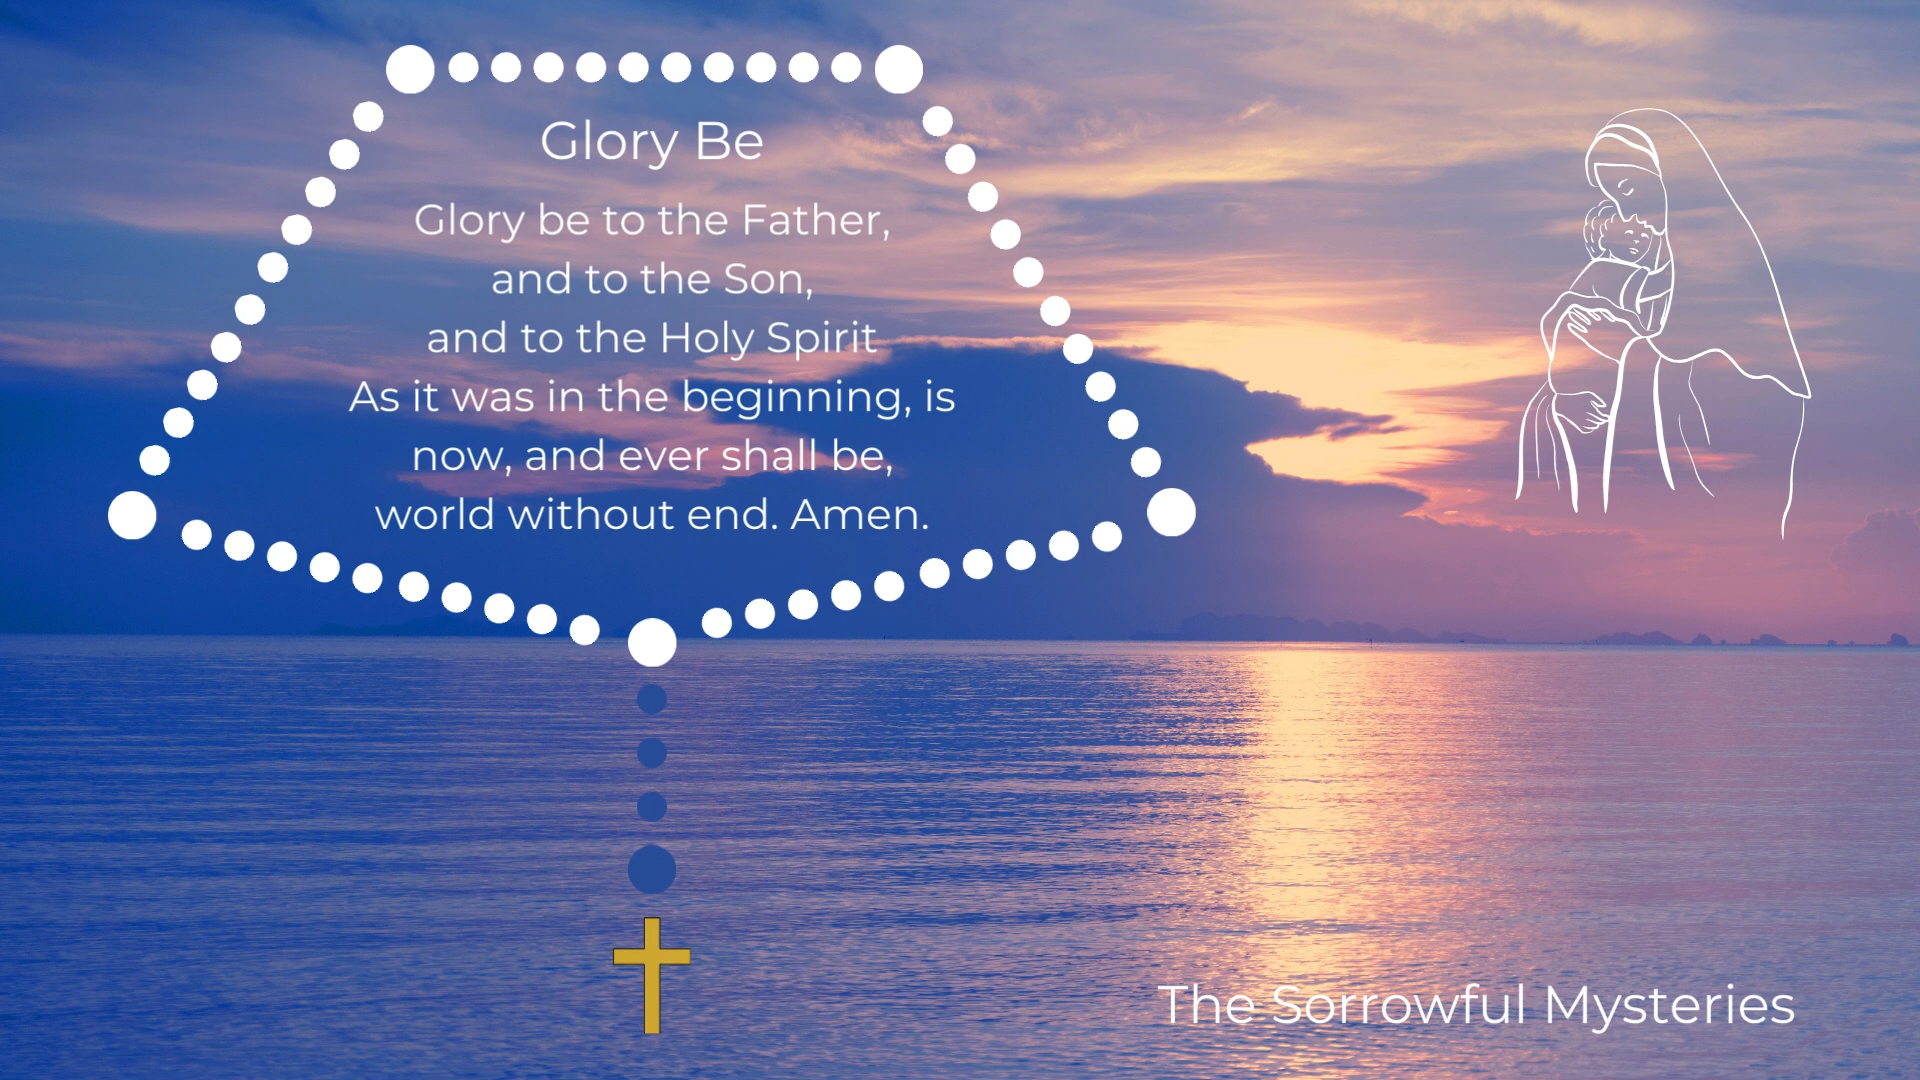 Glory Be
Glory be to the Father,
and to the Son,
and to the Holy Spirit
As it was in the beginning, is
now, and ever shall be,
world without end. Amen.
The Sorrowful Mysteries